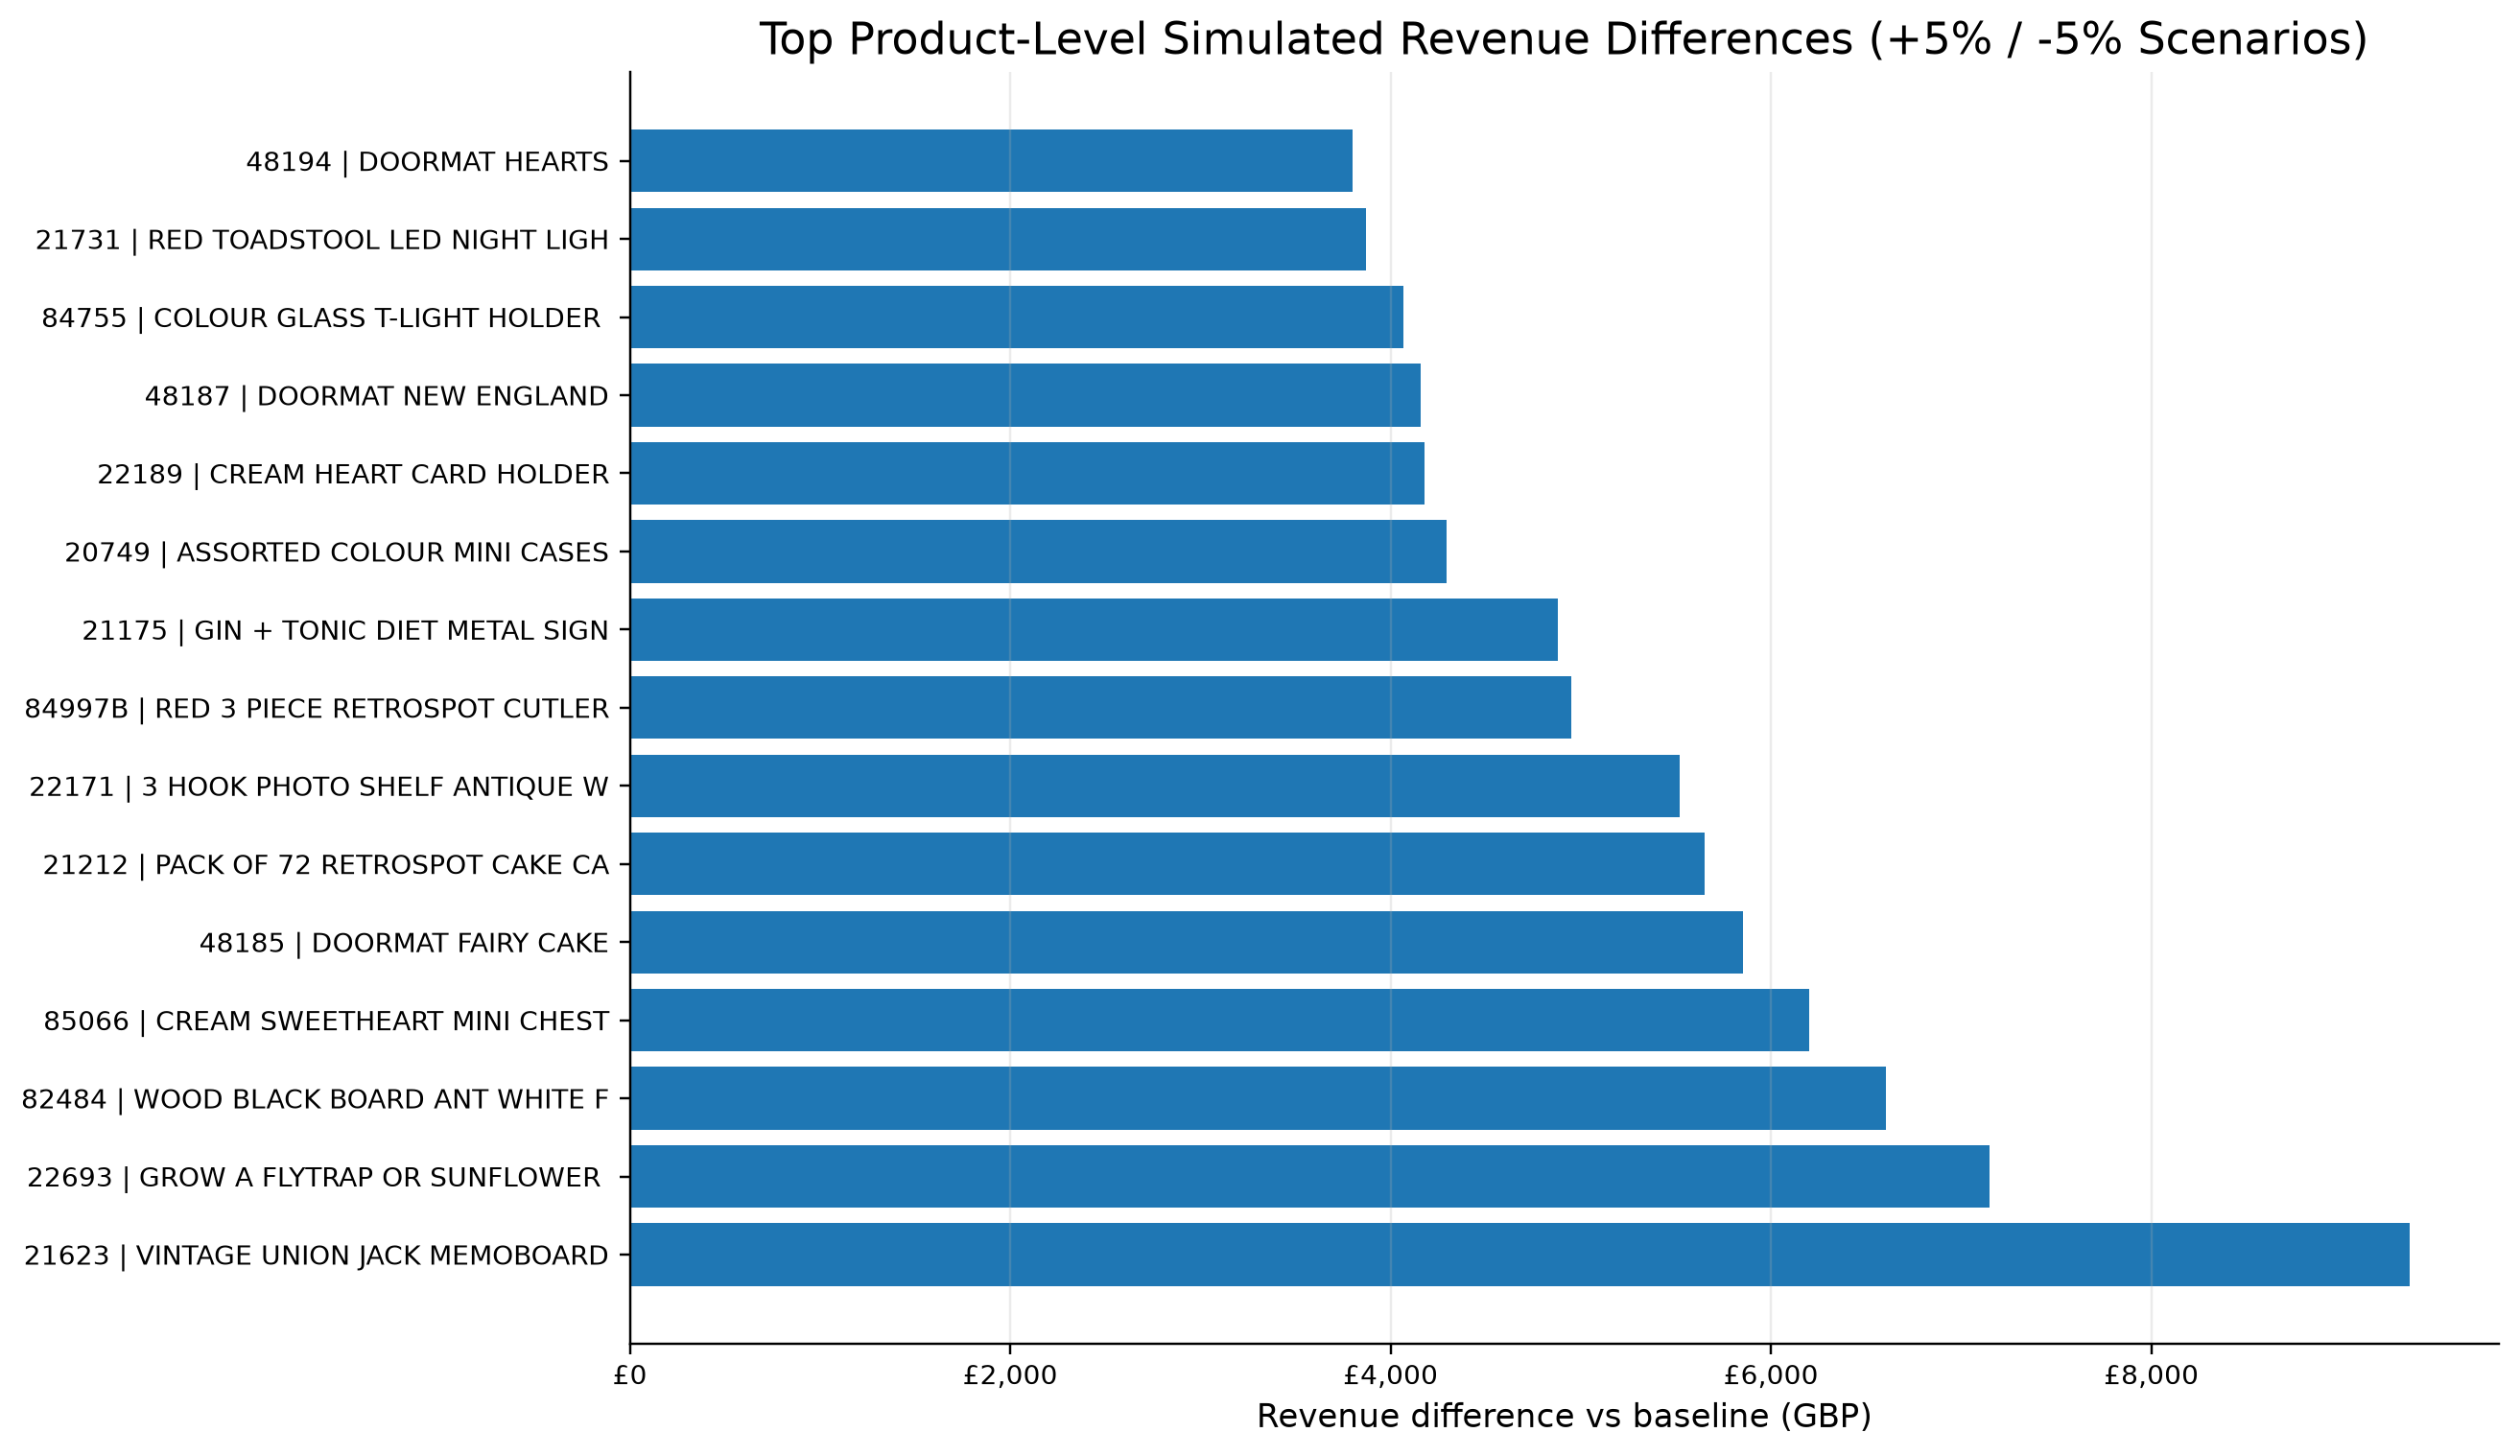 Top Product-Level Simulated Revenue Differences (+5% / -5% Scenarios)
48194 | DOORMAT HEARTS
21731 | RED TOADSTOOL LED NIGHT LIGH
84755 | COLOUR GLASS T-LIGHT HOLDER
48187 | DOORMAT NEW ENGLAND
22189 | CREAM HEART CARD HOLDER
20749 | ASSORTED COLOUR MINI CASES
21175 | GIN + TONIC DIET METAL SIGN
84997B | RED 3 PIECE RETROSPOT CUTLER
22171 | 3 HOOK PHOTO SHELF ANTIQUE W
21212 | PACK OF 72 RETROSPOT CAKE CA
48185 | DOORMAT FAIRY CAKE
85066 | CREAM SWEETHEART MINI CHEST
82484 | WOOD BLACK BOARD ANT WHITE F
22693 | GROW A FLYTRAP OR SUNFLOWER
21623 | VINTAGE UNION JACK MEMOBOARD
£0 £2,000 £4,000 £6,000 £8,000
Revenue difference vs baseline (GBP)